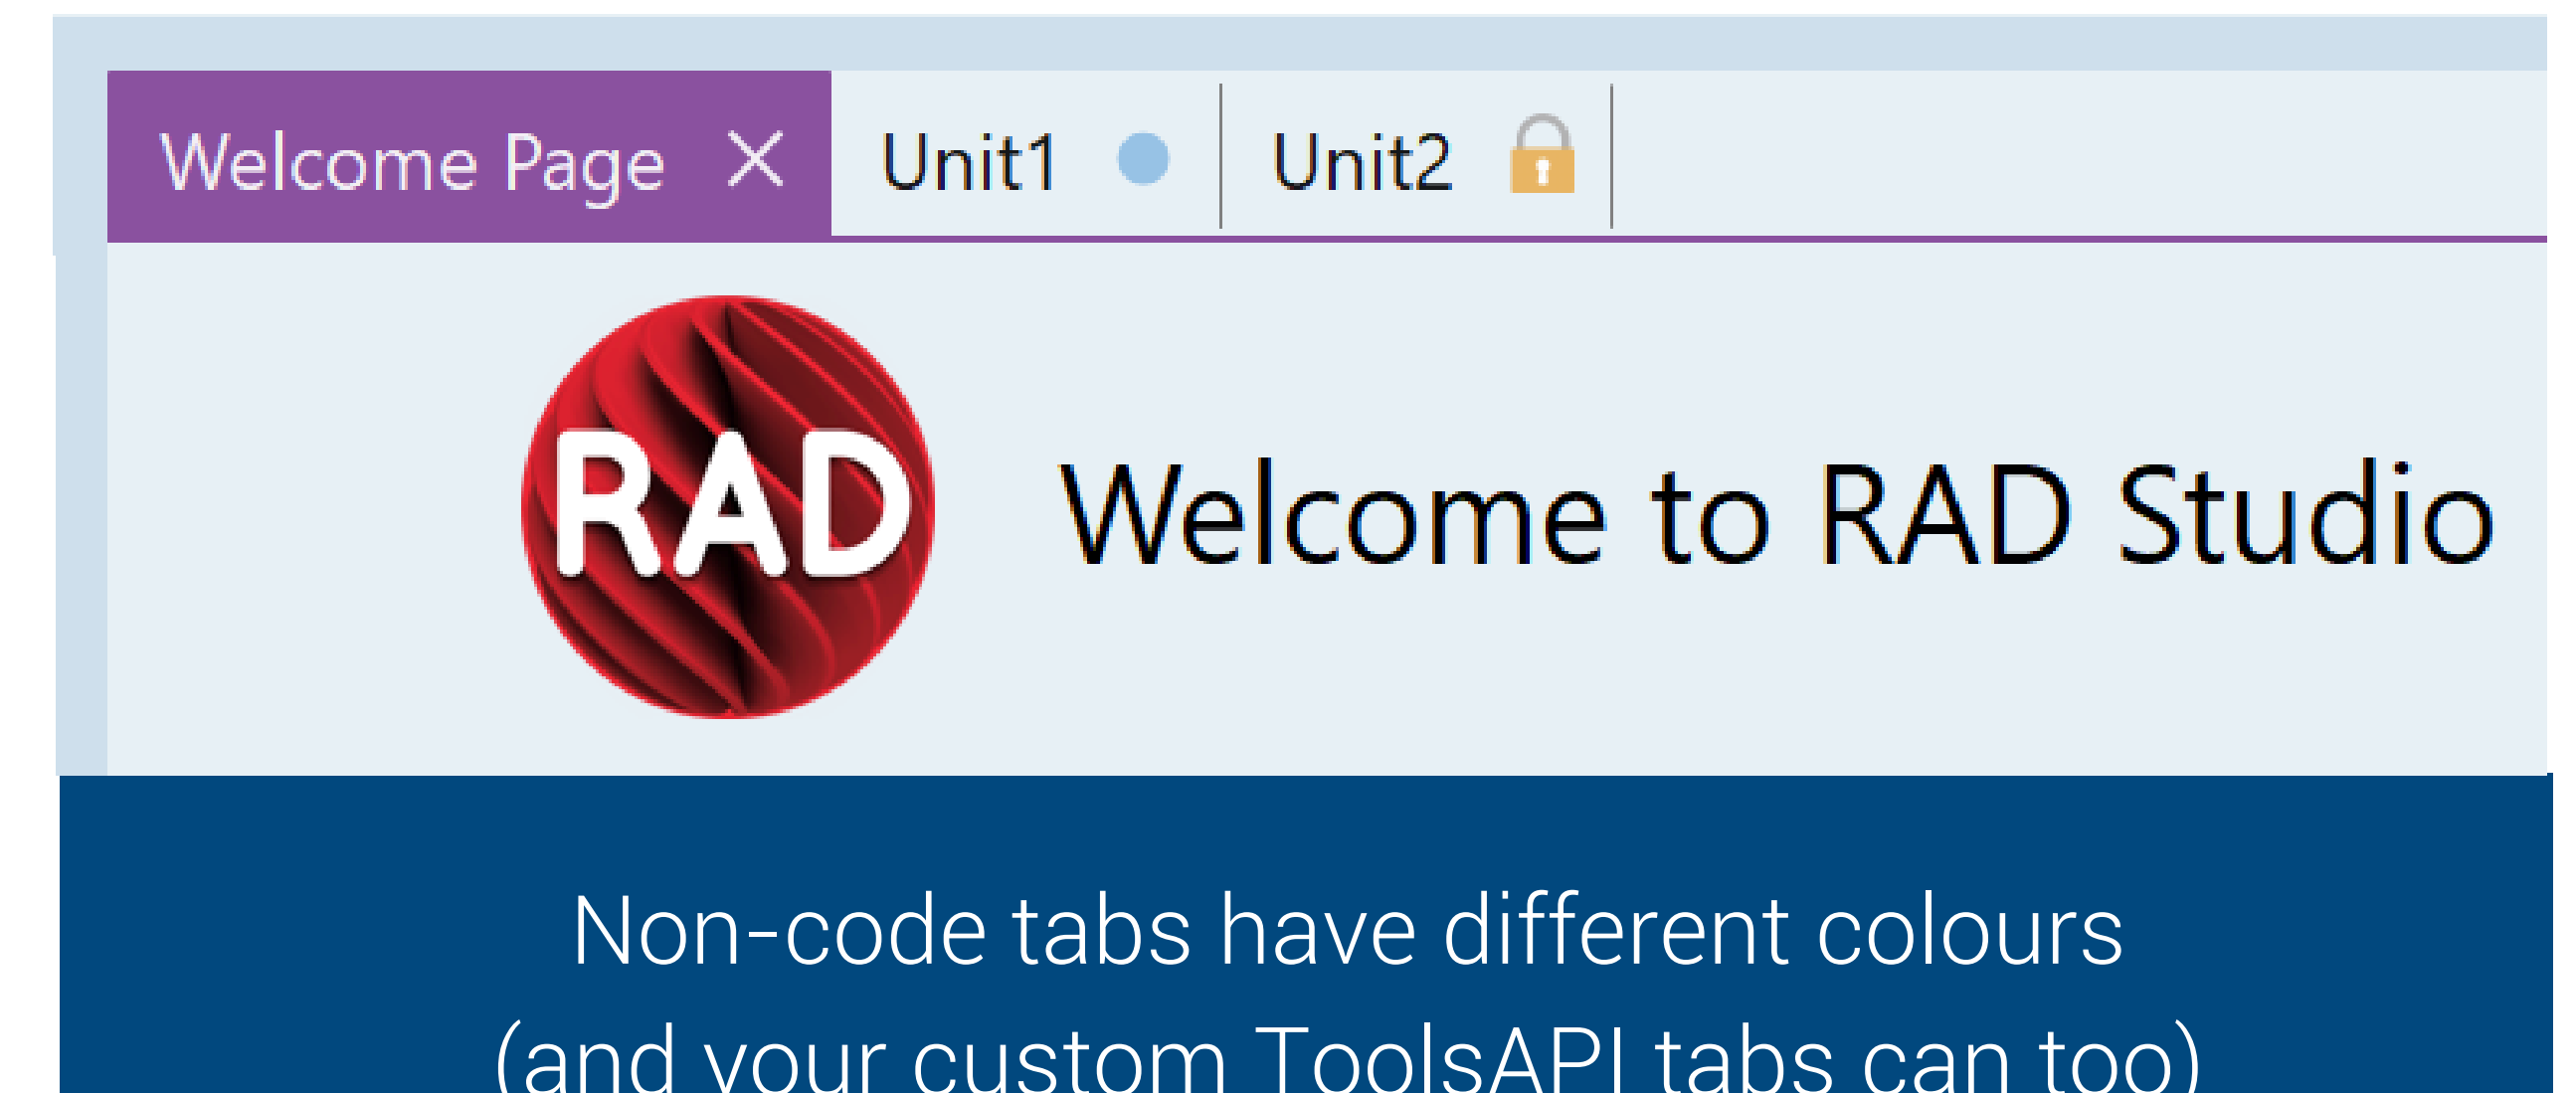 Welcome Page Unit1 Unit2
RAD Welcome to RAD Studio
Non-code tabs have different colours
(and your custom ToolsAPI tabs can too)